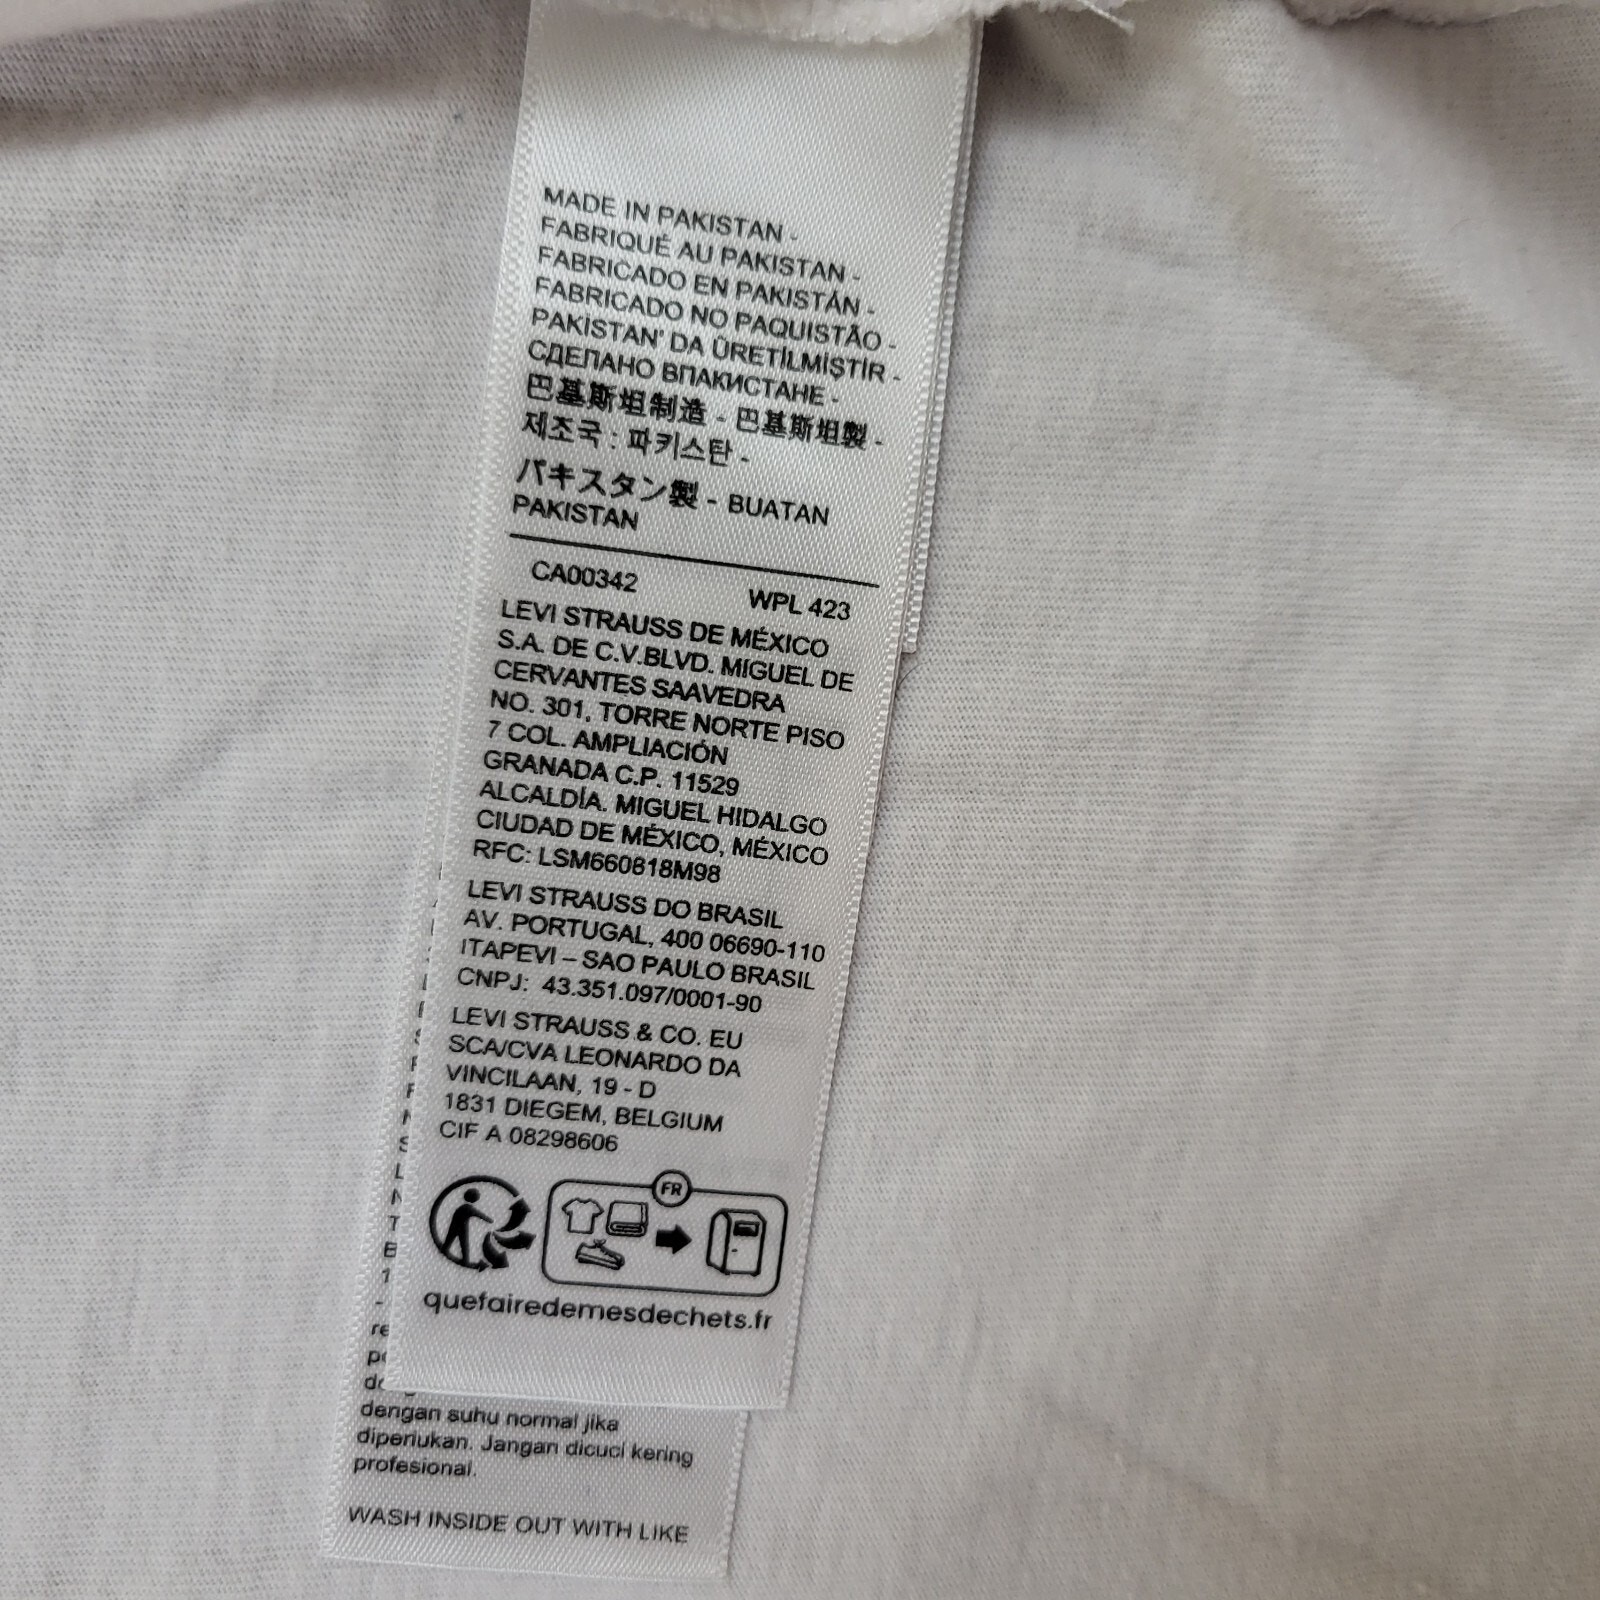 MADE IN PAKISTAN -
FABRIQUÉ AU PAKISTAN -
FABRICADO EN PAKISTÁN -
FABRICADO NO PAQUISTÃO -
PAKİSTAN' DA ÜRETİLMİŞTİR -
СДЕЛАНО ВПАКИСТАНЕ -
巴基斯坦制造 - 巴基斯坦製 -
제조국 : 파키스탄 -
パキスタン製 - BUATAN
PAKISTAN
CA00342 WPL 423
LEVI STRAUSS DE MÉXICO
S.A. DE C.V.BLVD. MIGUEL DE
CERVANTES SAAVEDRA
NO. 301, TORRE NORTE PISO
7 COL. AMPLIACIÓN
GRANADA C.P. 11529
ALCALDÍA. MIGUEL HIDALGO
CIUDAD DE MÉXICO, MÉXICO
RFC: LSM660818M98
LEVI STRAUSS DO BRASIL
AV. PORTUGAL, 400 06690-110
ITAPEVI – SAO PAULO BRASIL
CNPJ: 43.351.097/0001-90
LEVI STRAUSS & CO. EU
SCA/CVA LEONARDO DA
VINCILAAN, 19 - D
1831 DIEGEM, BELGIUM
CIF A 08298606
FR
quefairedemesdechets.fr
dengan suhu normal jika
diperlukan. Jangan dicuci kering
profesional.
WASH INSIDE OUT WITH LIKE